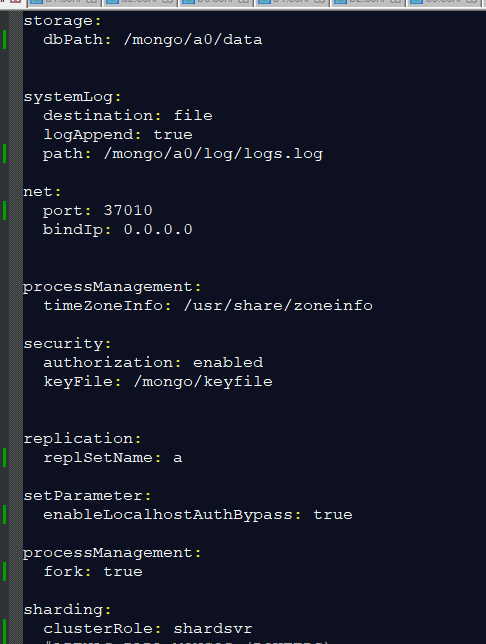 storage:
dbPath: /mongo/a0/data
systemLog:
destination: file
logAppend: true
path: /mongo/a0/log/logs.log
net:
port: 37010
bindIp: 0.0.0.0
processManagement:
timeZoneInfo: /usr/share/zoneinfo
security:
authorization: enabled
keyFile: /mongo/keyfile
replication:
replSetName: a
setParameter:
enableLocalhostAuthBypass: true
processManagement:
fork: true
sharding:
clusterRole: shardsvr